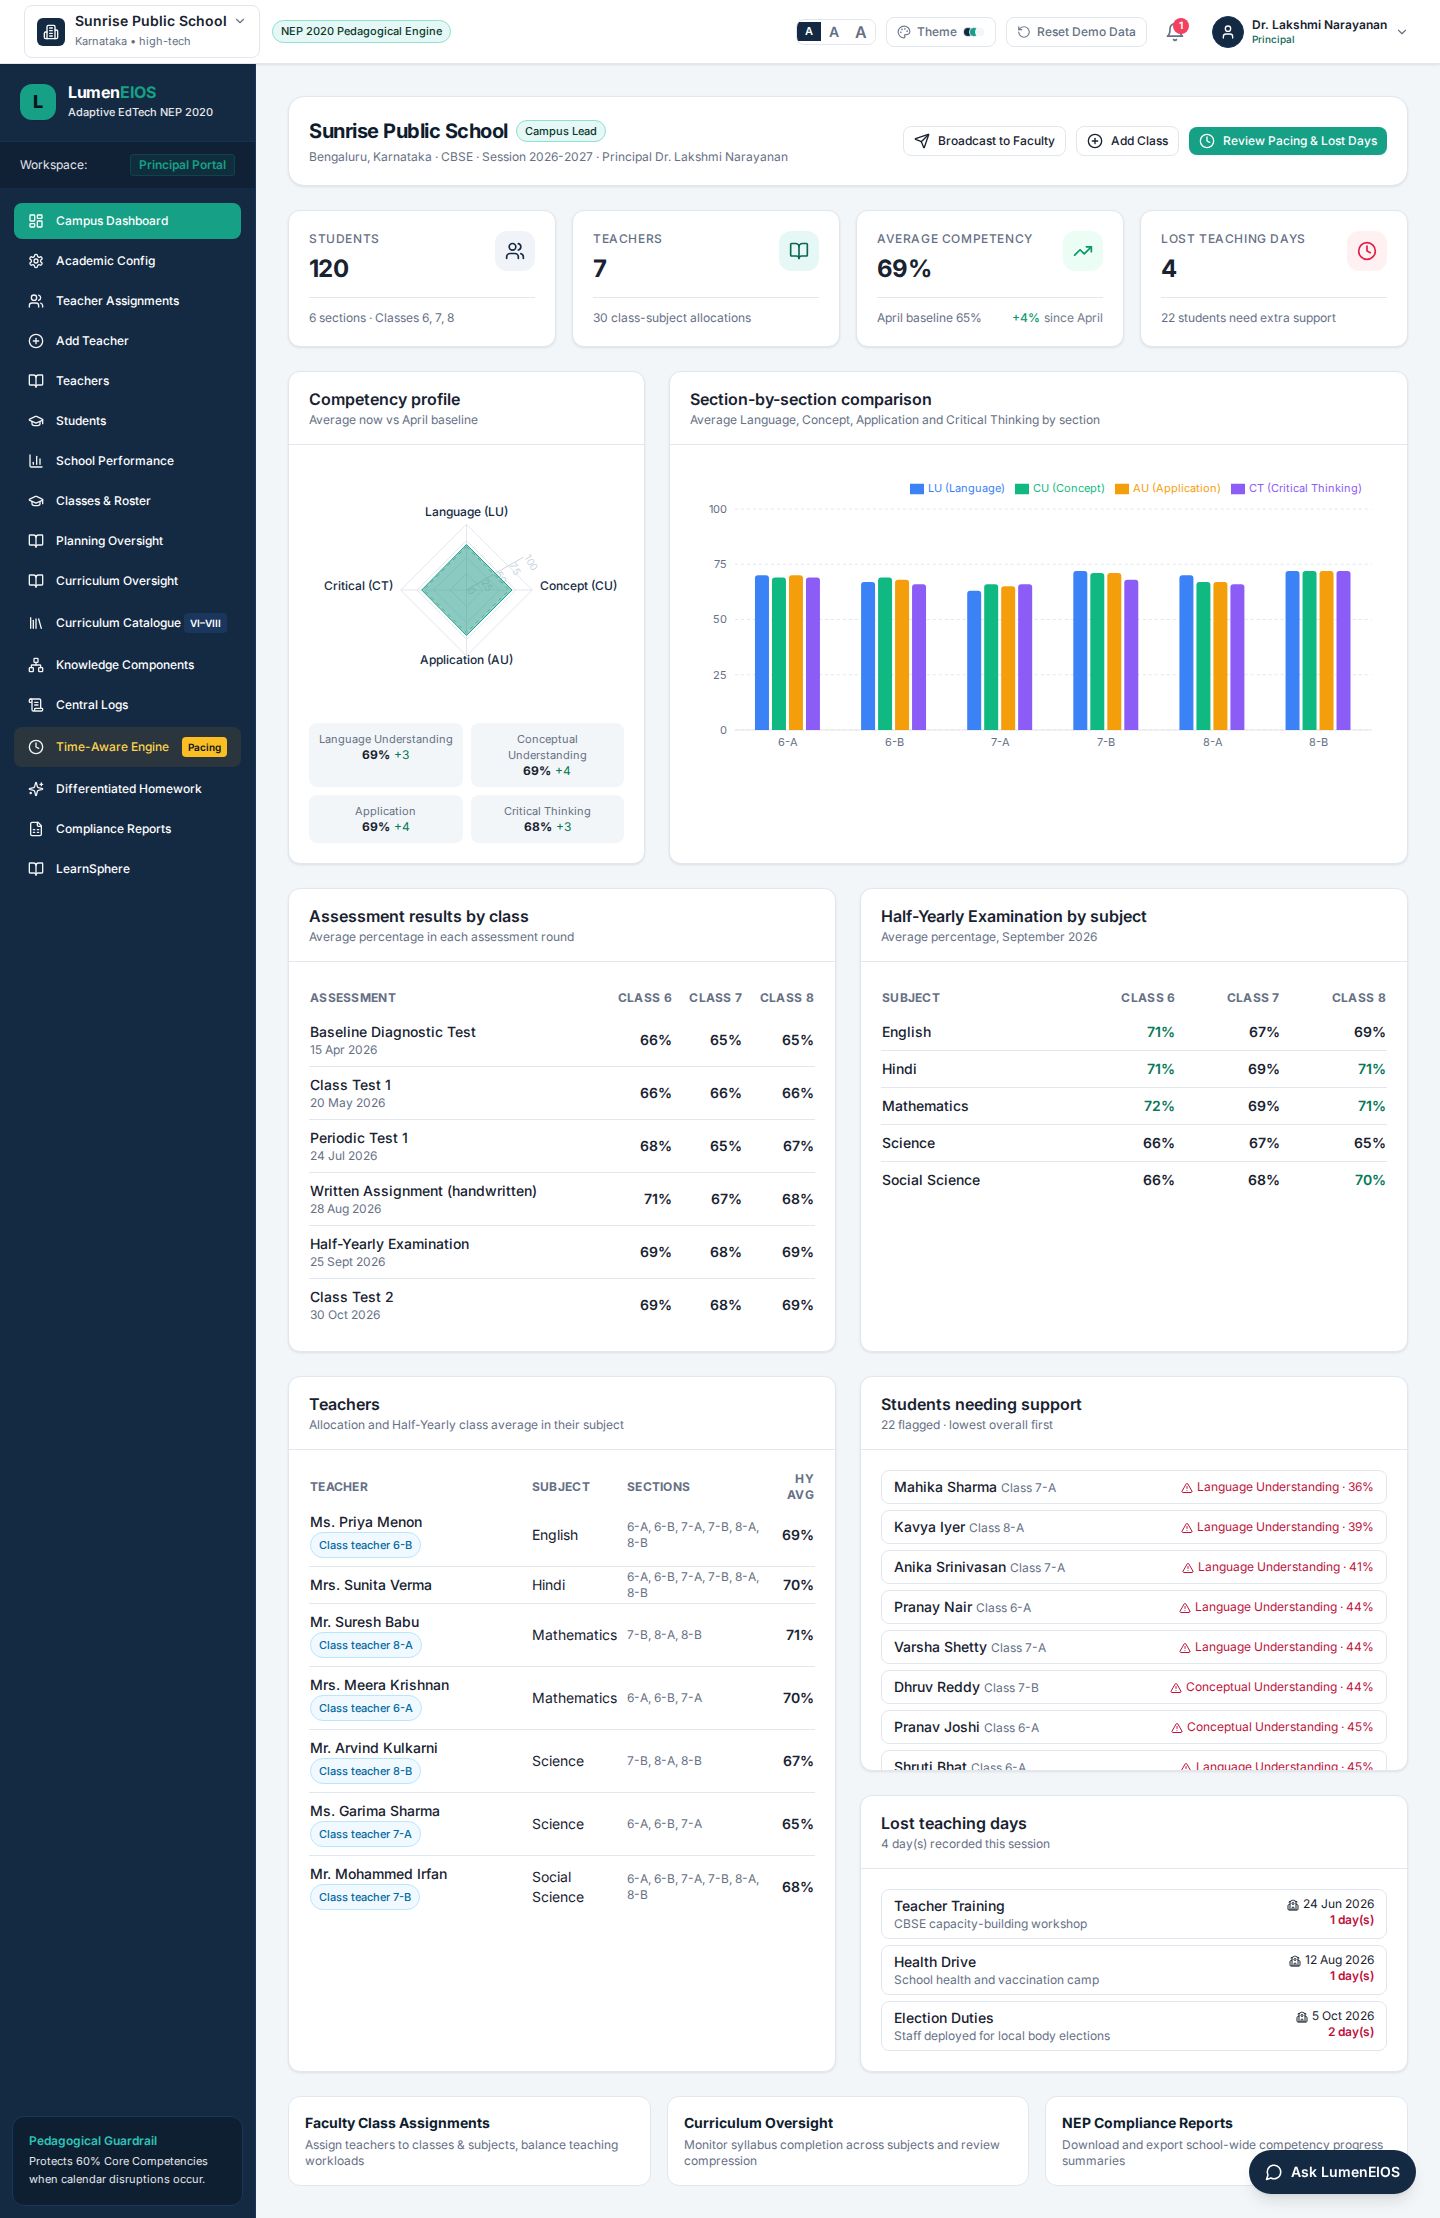 Sunrise Public School
Karnataka • high-tech
NEP 2020 Pedagogical Engine
A A A
Theme
Reset Demo Data
1
Dr. Lakshmi Narayanan
Principal
L
LumenEIOS
Adaptive EdTech NEP 2020
Workspace:
Principal Portal
Campus Dashboard
Academic Config
Teacher Assignments
Add Teacher
Teachers
Students
School Performance
Classes & Roster
Planning Oversight
Curriculum Oversight
Curriculum Catalogue VI–VIII
Knowledge Components
Central Logs
Time-Aware Engine Pacing
Differentiated Homework
Compliance Reports
LearnSphere
Pedagogical Guardrail
Protects 60% Core Competencies
when calendar disruptions occur.
Sunrise Public School Campus Lead
Bengaluru, Karnataka · CBSE · Session 2026-2027 · Principal Dr. Lakshmi Narayanan
Broadcast to Faculty
Add Class
Review Pacing & Lost Days
STUDENTS
120
6 sections · Classes 6, 7, 8
TEACHERS
7
30 class-subject allocations
AVERAGE COMPETENCY
69%
April baseline 65% +4% since April
LOST TEACHING DAYS
4
22 students need extra support
Competency profile
Average now vs April baseline
Language (LU)
Critical (CT)
Concept (CU)
Application (AU)
75
100
Language Understanding
69% +3
Conceptual
Understanding
69% +4
Application
69% +4
Critical Thinking
68% +3
Section-by-section comparison
Average Language, Concept, Application and Critical Thinking by section
LU (Language) CU (Concept) AU (Application) CT (Critical Thinking)
100
75
50
25
0
6-A 6-B 7-A 7-B 8-A 8-B
Assessment results by class
Average percentage in each assessment round
ASSESSMENT CLASS 6 CLASS 7 CLASS 8
Baseline Diagnostic Test
15 Apr 2026
66% 65% 65%
Class Test 1
20 May 2026
66% 66% 66%
Periodic Test 1
24 Jul 2026
68% 65% 67%
Written Assignment (handwritten)
28 Aug 2026
71% 67% 68%
Half-Yearly Examination
25 Sept 2026
69% 68% 69%
Class Test 2
30 Oct 2026
69% 68% 69%
Half-Yearly Examination by subject
Average percentage, September 2026
SUBJECT CLASS 6 CLASS 7 CLASS 8
English 71% 67% 69%
Hindi 71% 69% 71%
Mathematics 72% 69% 71%
Science 66% 67% 65%
Social Science 66% 68% 70%
Teachers
Allocation and Half-Yearly class average in their subject
TEACHER SUBJECT SECTIONS HY
AVG
Ms. Priya Menon
Class teacher 6-B
English
6-A, 6-B, 7-A, 7-B, 8-A,
8-B
69%
Mrs. Sunita Verma
Hindi
6-A, 6-B, 7-A, 7-B, 8-A,
8-B
70%
Mr. Suresh Babu
Class teacher 8-A
Mathematics 7-B, 8-A, 8-B 71%
Mrs. Meera Krishnan
Class teacher 6-A
Mathematics 6-A, 6-B, 7-A 70%
Mr. Arvind Kulkarni
Class teacher 8-B
Science 7-B, 8-A, 8-B 67%
Ms. Garima Sharma
Class teacher 7-A
Science 6-A, 6-B, 7-A 65%
Mr. Mohammed Irfan
Class teacher 7-B
Social
Science
6-A, 6-B, 7-A, 7-B, 8-A,
8-B
68%
Students needing support
22 flagged · lowest overall first
Mahika Sharma Class 7-A Language Understanding · 36%
Kavya Iyer Class 8-A Language Understanding · 39%
Anika Srinivasan Class 7-A Language Understanding · 41%
Pranay Nair Class 6-A Language Understanding · 44%
Varsha Shetty Class 7-A Language Understanding · 44%
Dhruv Reddy Class 7-B Conceptual Understanding · 44%
Pranav Joshi Class 6-A Conceptual Understanding · 45%
Shruti Bhat Class 6-A Language Understanding · 45%
Lost teaching days
4 day(s) recorded this session
Teacher Training
CBSE capacity-building workshop
24 Jun 2026
1 day(s)
Health Drive
School health and vaccination camp
12 Aug 2026
1 day(s)
Election Duties
Staff deployed for local body elections
5 Oct 2026
2 day(s)
Faculty Class Assignments
Assign teachers to classes & subjects, balance teaching
workloads
Curriculum Oversight
Monitor syllabus completion across subjects and review
compression
NEP Compliance Reports
Download and export school-wide competency progress
summaries
Ask LumenEIOS